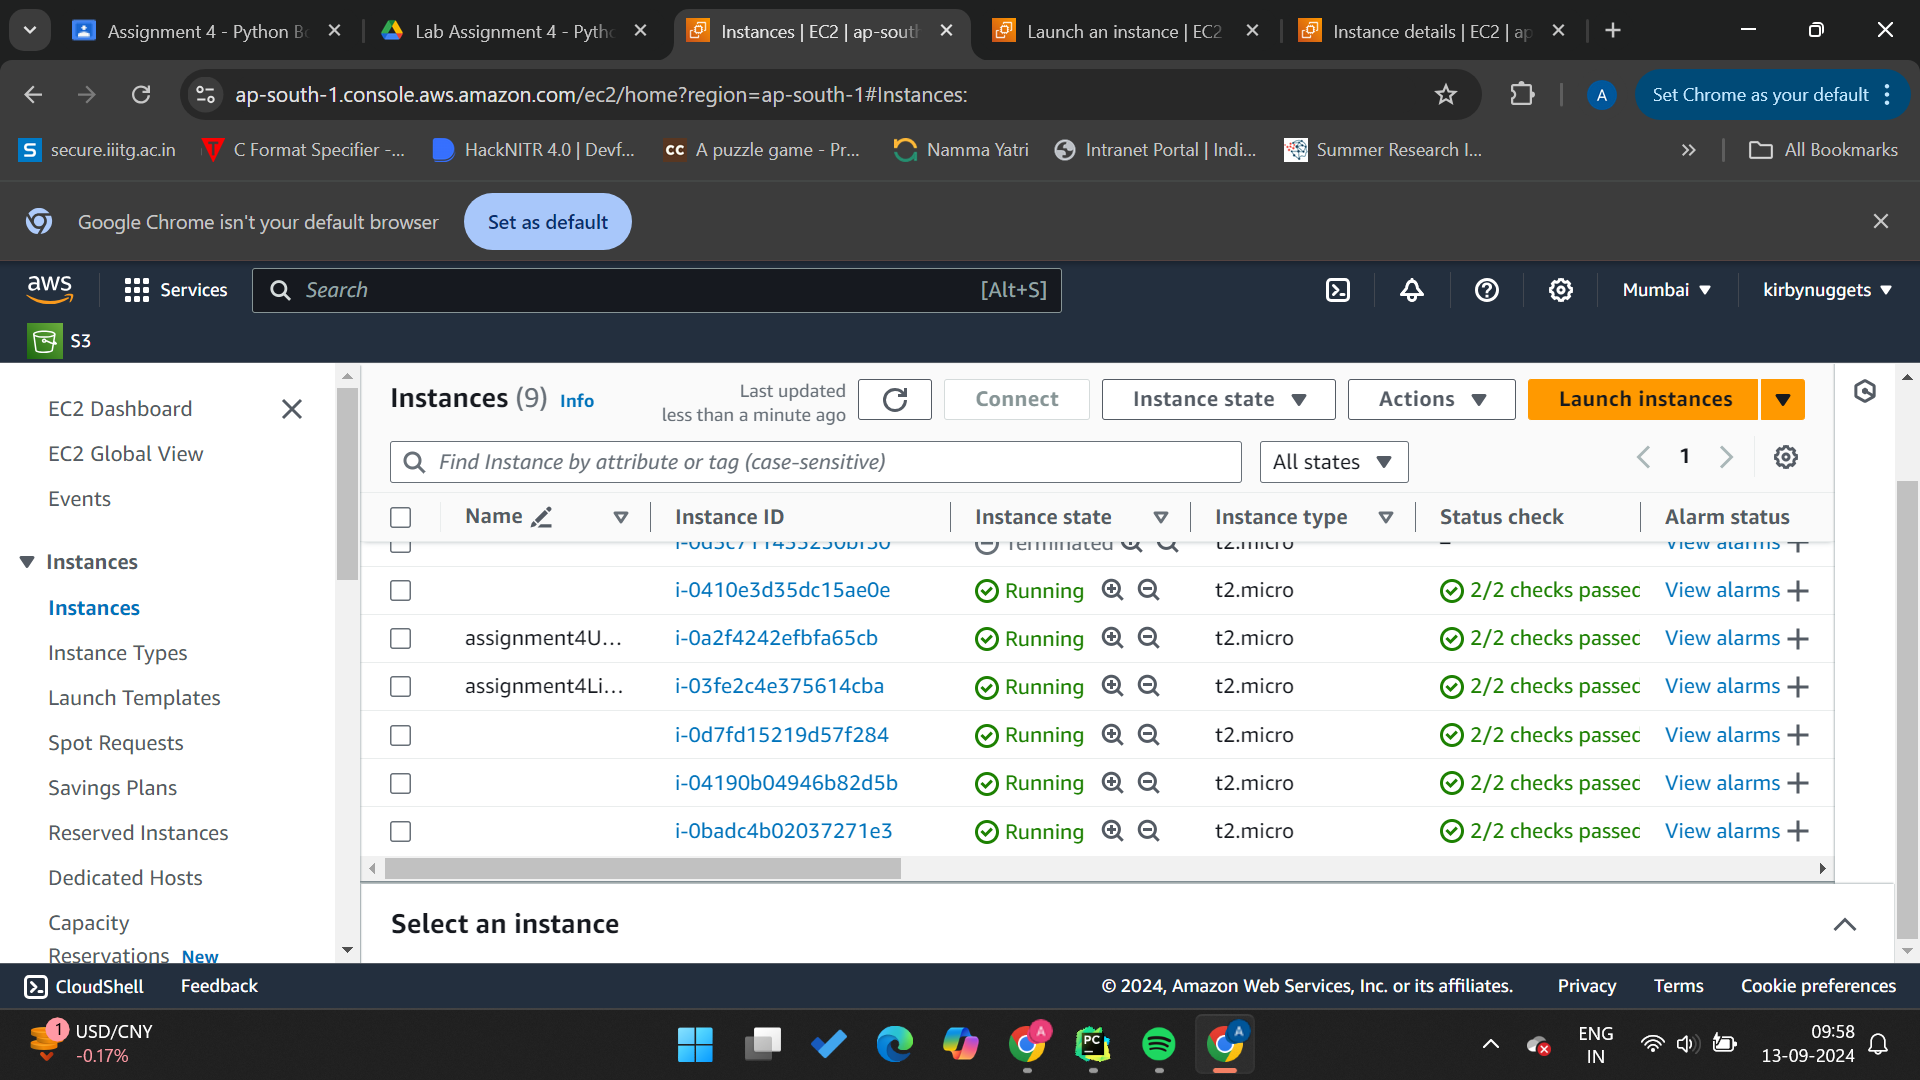 Assignment 4 - Python Bo
Lab Assignment 4 - Pytho
Instances | EC2 | ap-south
Launch an instance | EC2
Instance details | EC2 | ap
ap-south-1.console.aws.amazon.com/ec2/home?region=ap-south-1#Instances:
A
Set Chrome as your default
S secure.iiitg.ac.in
C Format Specifier -...
HackNITR 4.0 | Devf...
CC A puzzle game - Pr...
Namma Yatri
Intranet Portal | Indi...
Summer Research I...
All Bookmarks
Google Chrome isn't your default browser
Set as default
aws
Services
Search
[Alt+S]
Mumbai
kirbynuggets
S3
EC2 Dashboard
EC2 Global View
Events
Instances
Instances
Instance Types
Launch Templates
Spot Requests
Savings Plans
Reserved Instances
Dedicated Hosts
Capacity
Reservations New
Instances (9) Info
Last updated
less than a minute ago
Connect
Instance state
Actions
Launch instances
Find Instance by attribute or tag (case-sensitive)
All states
1
Name Instance ID Instance state Instance type Status check Alarm status
Terminated t2.micro – View alarms
i-0410e3d35dc15ae0e Running t2.micro 2/2 checks passed View alarms
assignment4U... i-0a2f4242efbfa65cb Running t2.micro 2/2 checks passed View alarms
assignment4Li... i-03fe2c4e375614cba Running t2.micro 2/2 checks passed View alarms
i-0d7fd15219d57f284 Running t2.micro 2/2 checks passed View alarms
i-04190b04946b82d5b Running t2.micro 2/2 checks passed View alarms
i-0badc4b02037271e3 Running t2.micro 2/2 checks passed View alarms
Select an instance
CloudShell
Feedback
© 2024, Amazon Web Services, Inc. or its affiliates.
Privacy
Terms
Cookie preferences
1
USD/CNY
-0.17%
A
PC
A
ENG
IN
09:58
13-09-2024